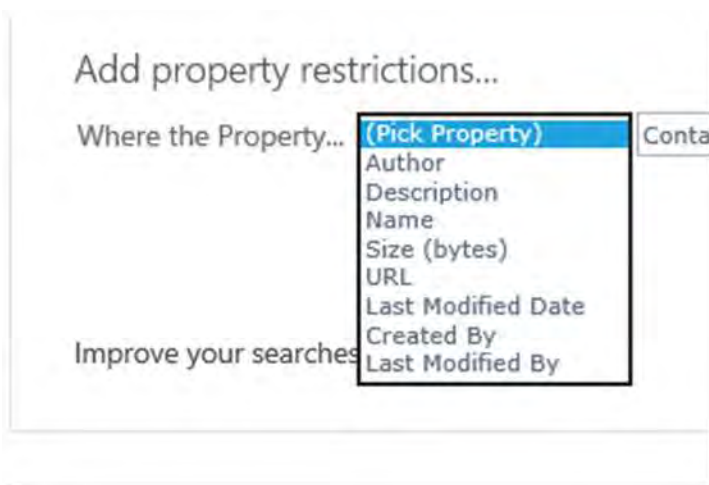 Add property restrictions...
Where the Property... (Pick Property) Conta
Author
Description
Name
Size (bytes)
URL
Last Modified Date
Created By
Improve your searches
Last Modified By